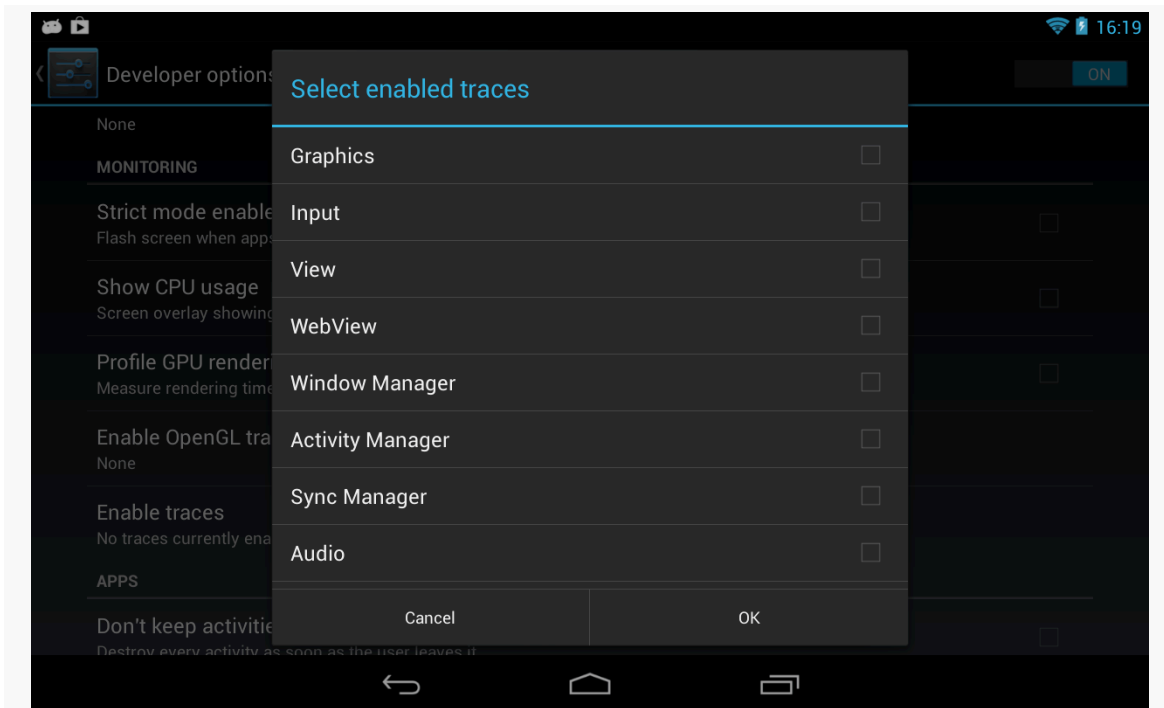 16:19
Developer options
ON
Select enabled traces
None
Graphics
MONITORING
Input
Strict mode enable
Flash screen when apps
View
Show CPU usage
Screen overlay showing
WebView
Profile GPU renderi
Measure rendering time
Window Manager
Enable OpenGL tra
None
Activity Manager
Sync Manager
Enable traces
No traces currently ena
Audio
APPS
Cancel
OK
Don't keep activitie
Destroy every activity as soon as the user leaves it